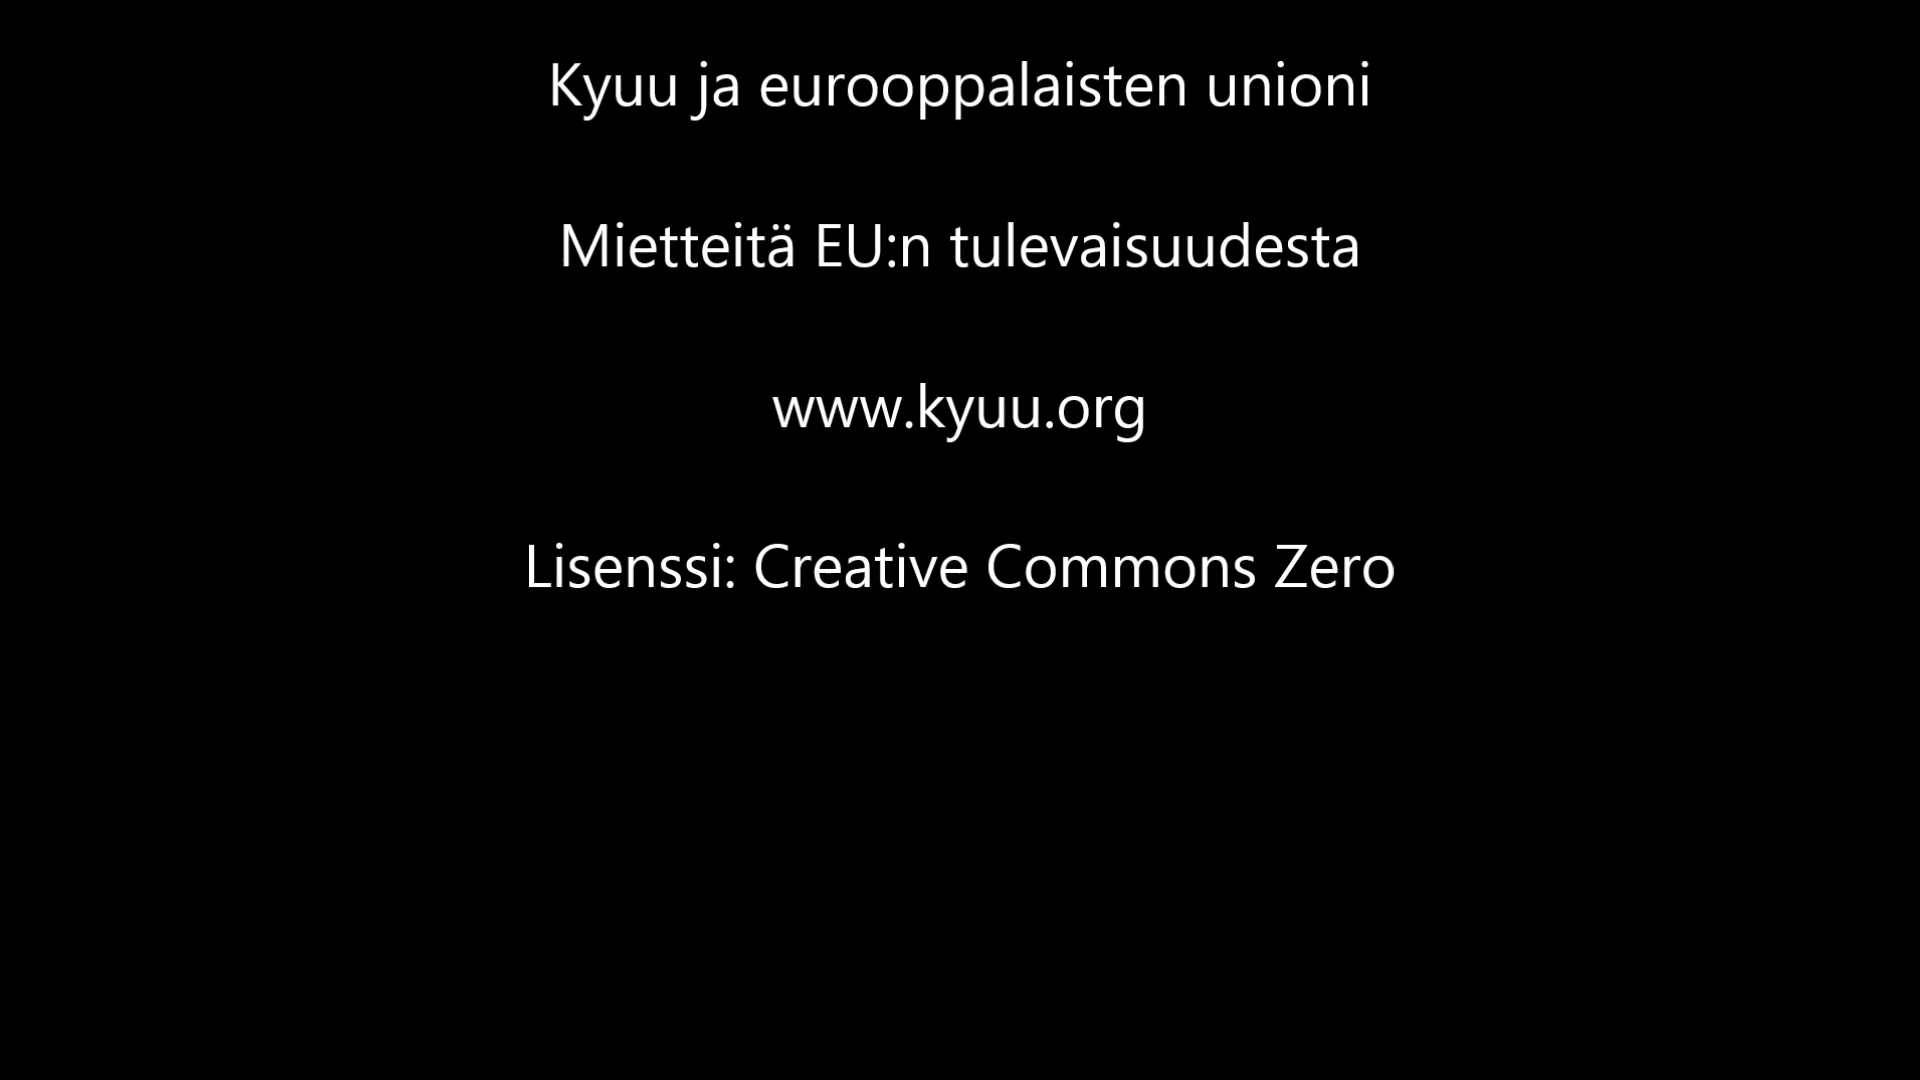 Kyuu ja eurooppalaisten unioni
Mietteitä EU:n tulevaisuudesta
www.kyuu.org
Lisenssi: Creative Commons Zero